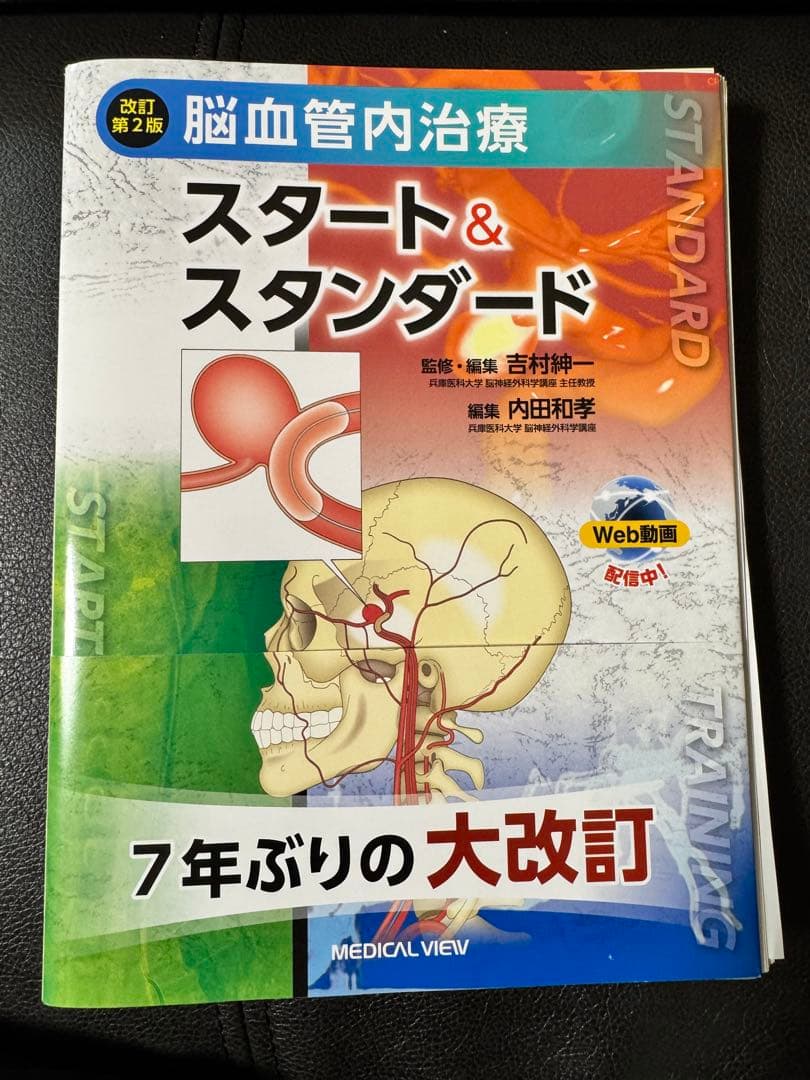 改訂
第2版
脳血管内治療
スタート&
スタンダード
監修・編集 吉村紳一
兵庫医科大学 脳神経外科学講座 主任教授
編集 内田和孝
兵庫医科大学 脳神経外科学講座
Web動画
配信中!
STANDARD
START
TRAINING
7年ぶりの大改訂
MEDICAL VIEW